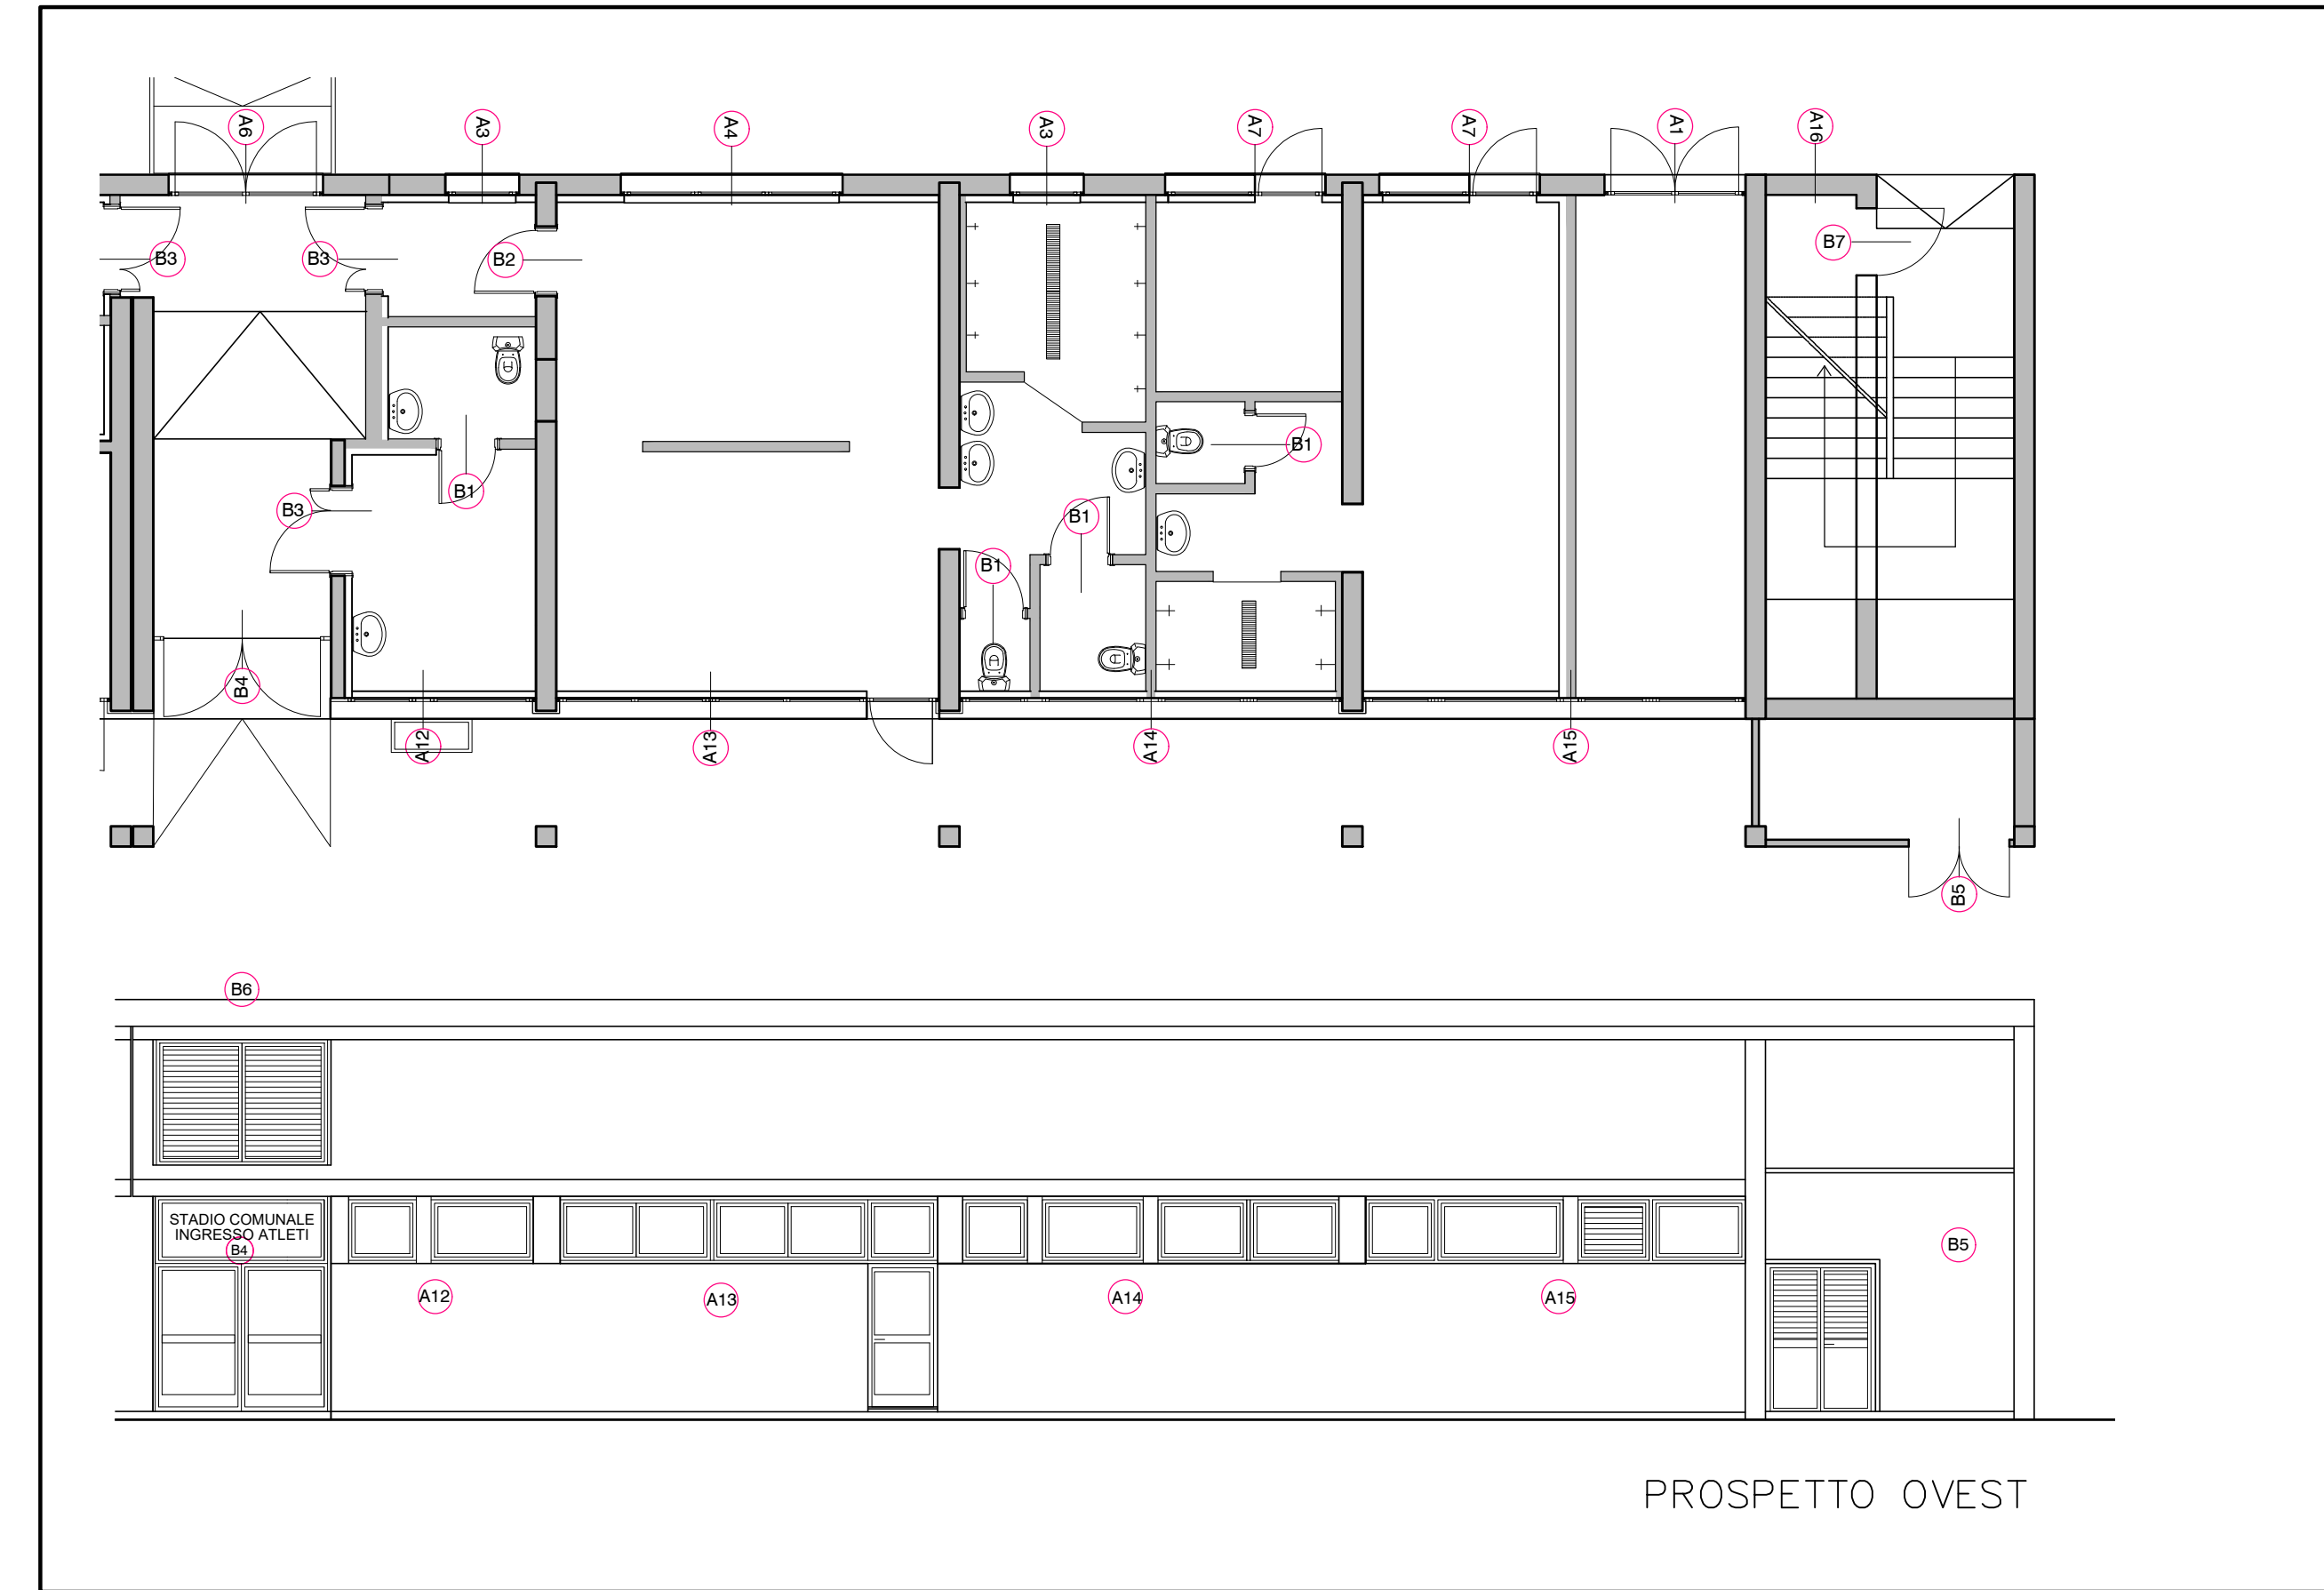 A6
A3
A4
A3
A7
A7
A1
A16
B3
B3
B2
B7
B1
B1
B3
B1
B1
B4
A12
A13
A14
A15
B5
B6
STADIO COMUNALE
INGRESSO ATLETI
B4
B5
A12
A13
A14
A15
PROSPETTO OVEST